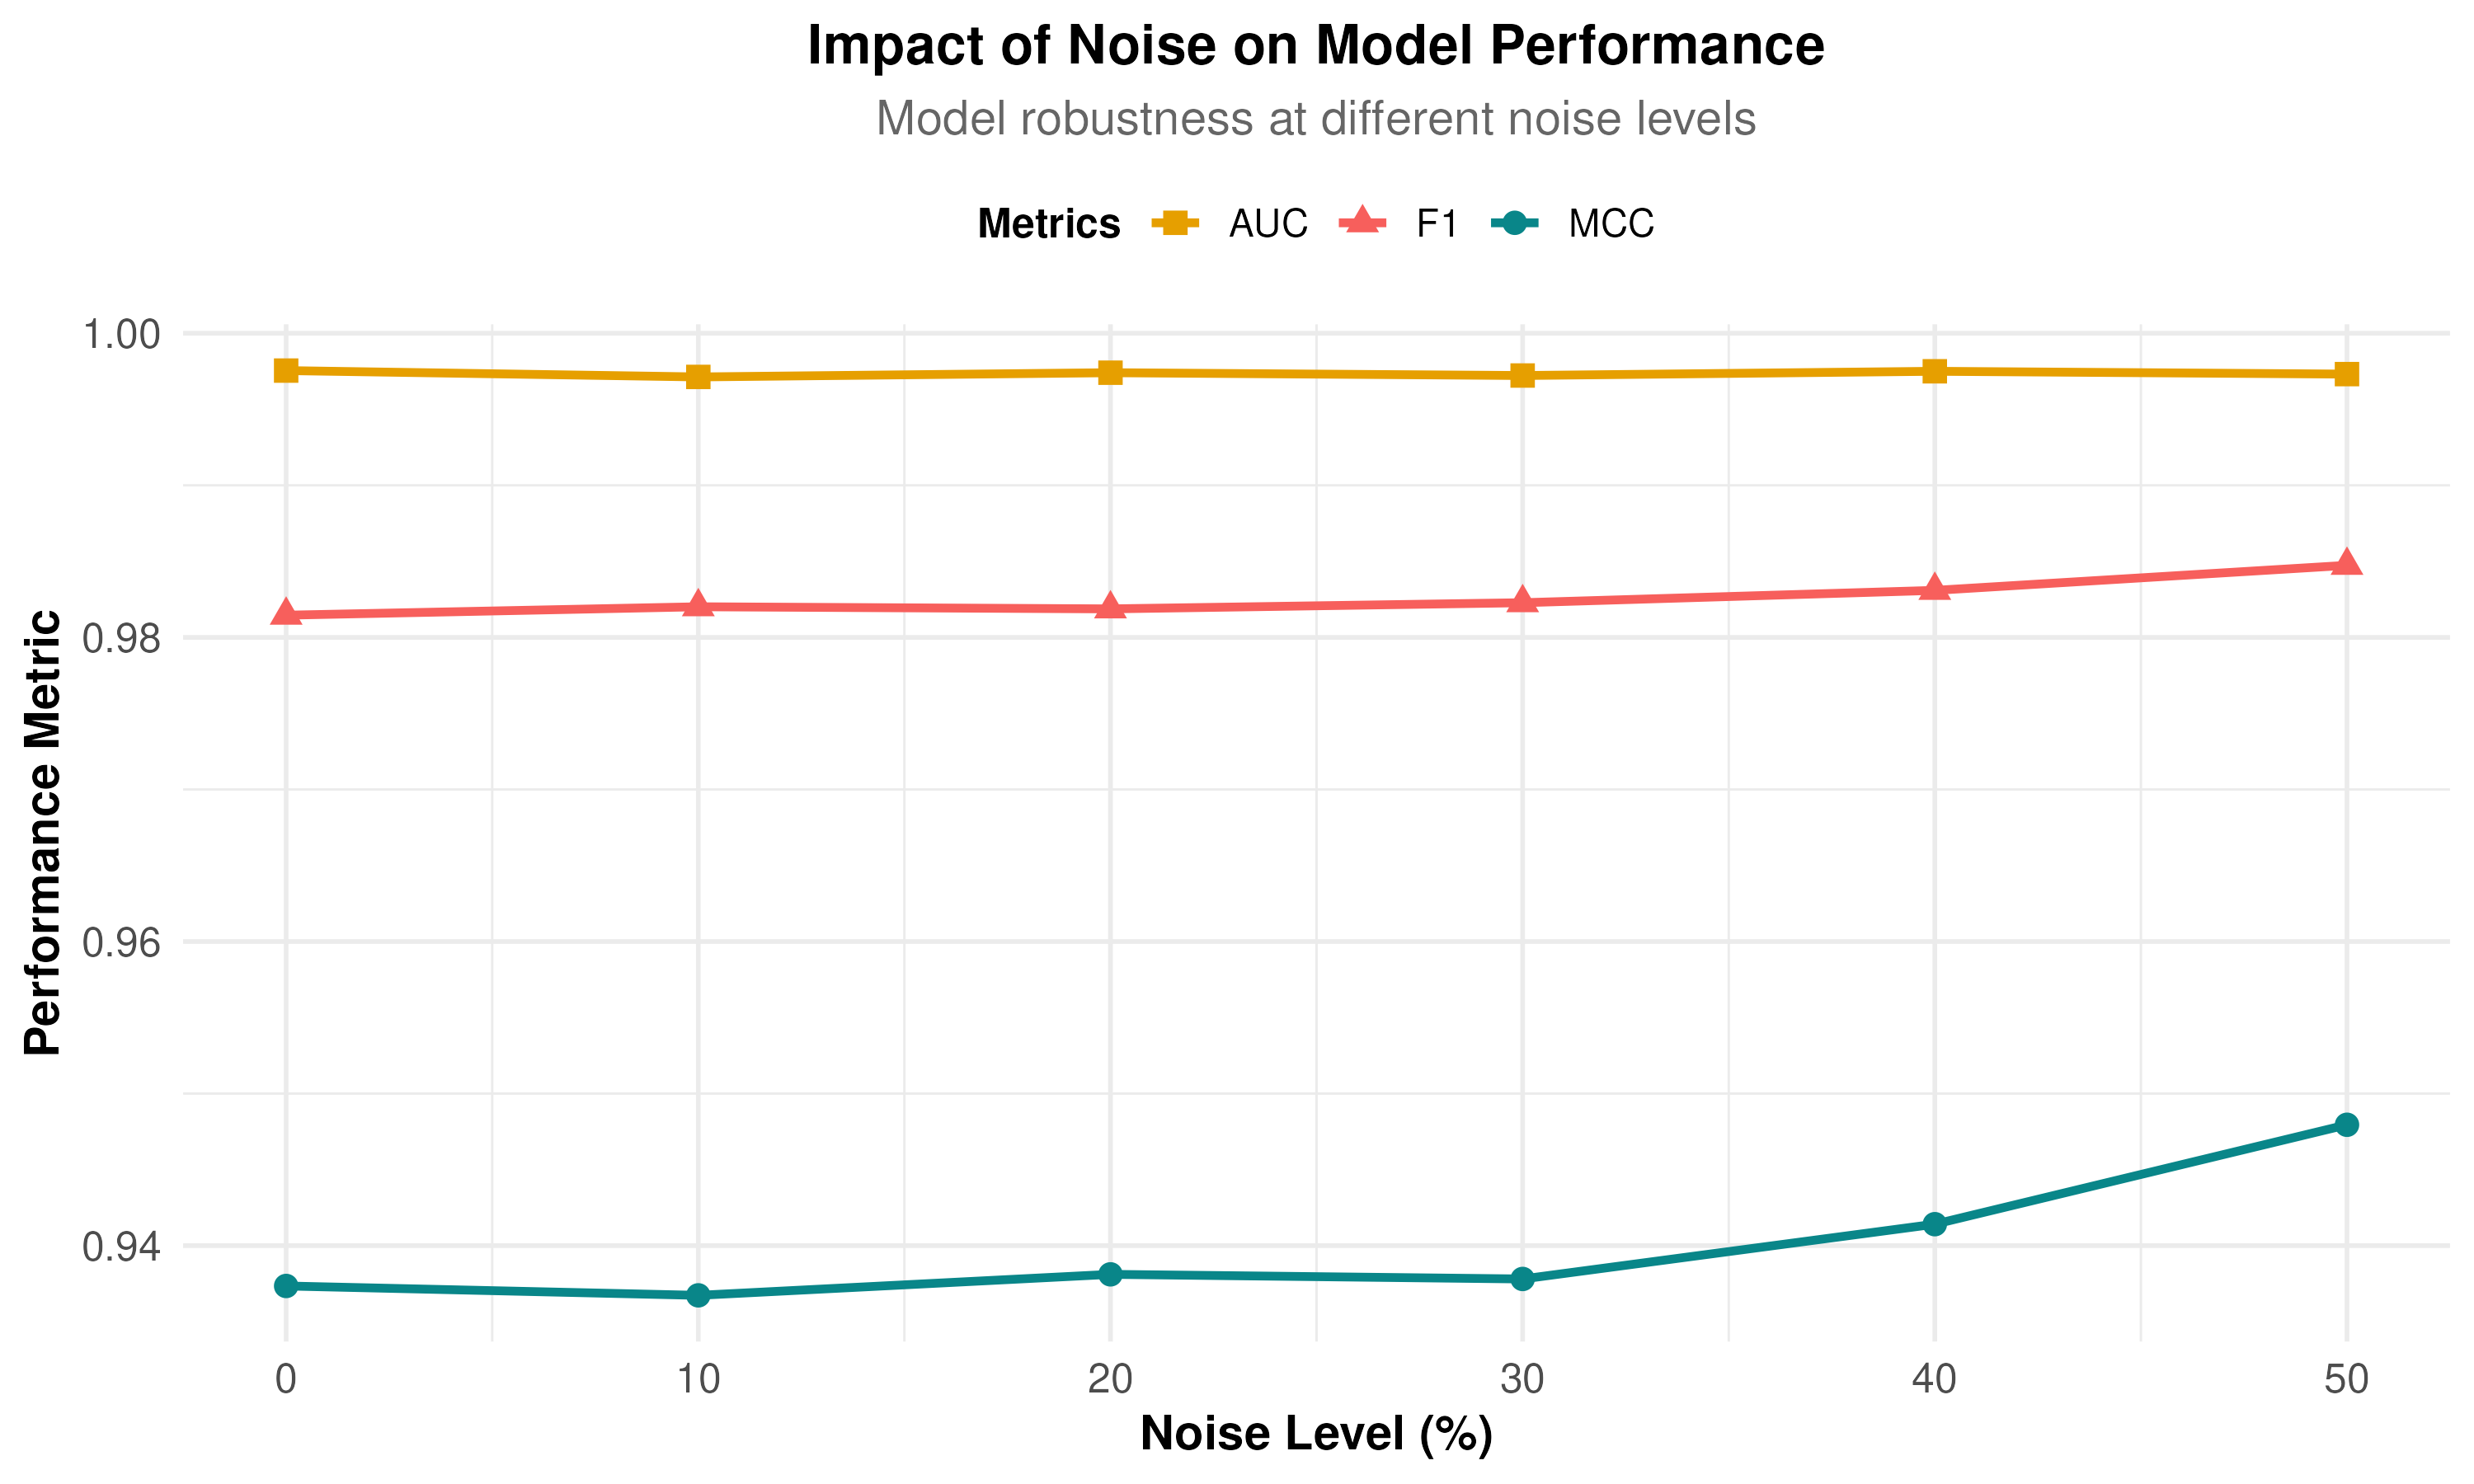 Impact of Noise on Model Performance
Model robustness at different noise levels
Metrics AUC F1 MCC
Performance Metric
1.00
0.98
0.96
0.94
0 10 20 30 40 50
Noise Level (%)